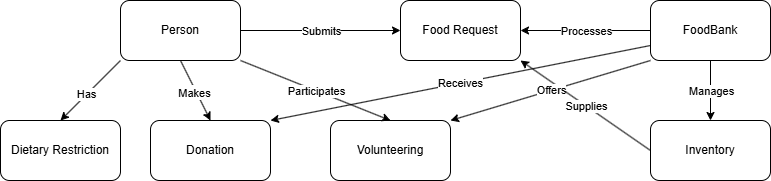 Person
Submits
Food Request
Processes
FoodBank
Has
Makes
Participates
Receives
Offers
Supplies
Manages
Dietary Restriction
Donation
Volunteering
Inventory